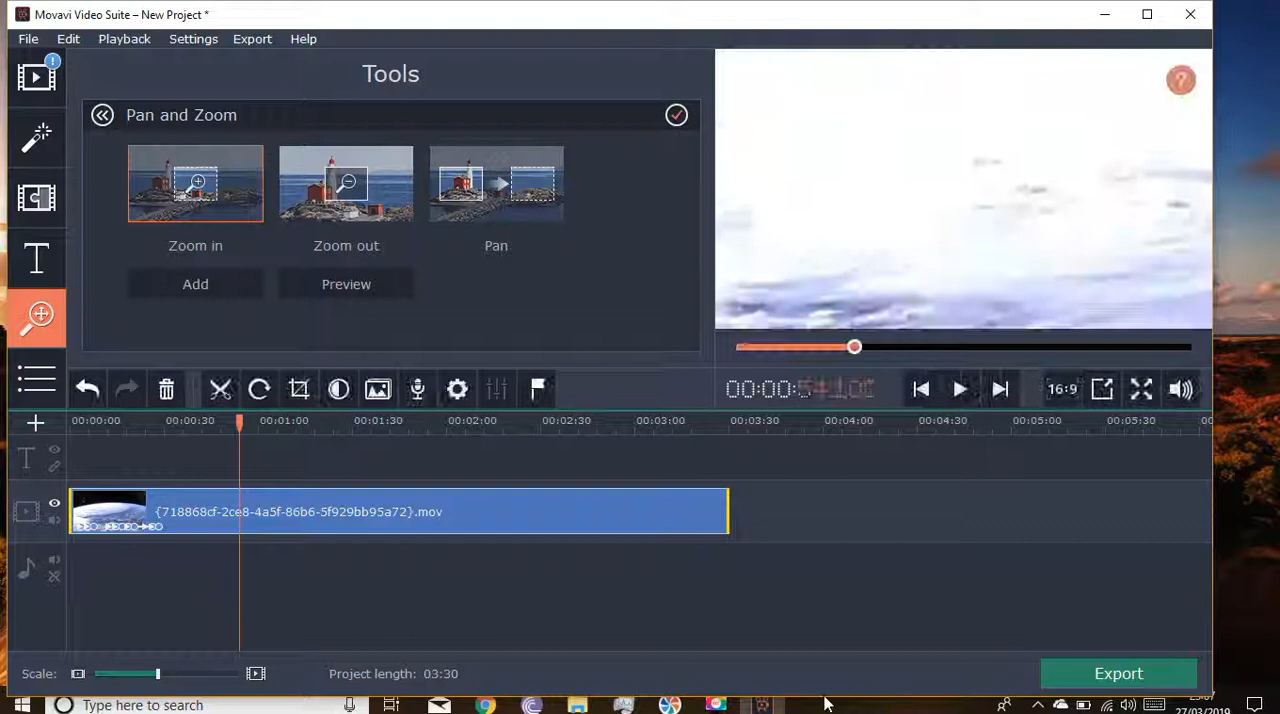 Movavi Video Suite – New Project *
File Edit Playback Settings Export Help
Tools
Pan and Zoom
Zoom in Zoom out Pan
Add Preview
?
!
T
00:00:
16:9
00:00:00 00:00:30 00:01:00 00:01:30 00:02:00 00:02:30 00:03:00 00:03:30 00:04:00 00:04:30 00:05:00 00:05:30 00
T
{718868cf-2ce8-4a5f-86b6-5f929bb95a72}.mov
Scale: Project length: 03:30 Export
Type here to search
27/03/2019